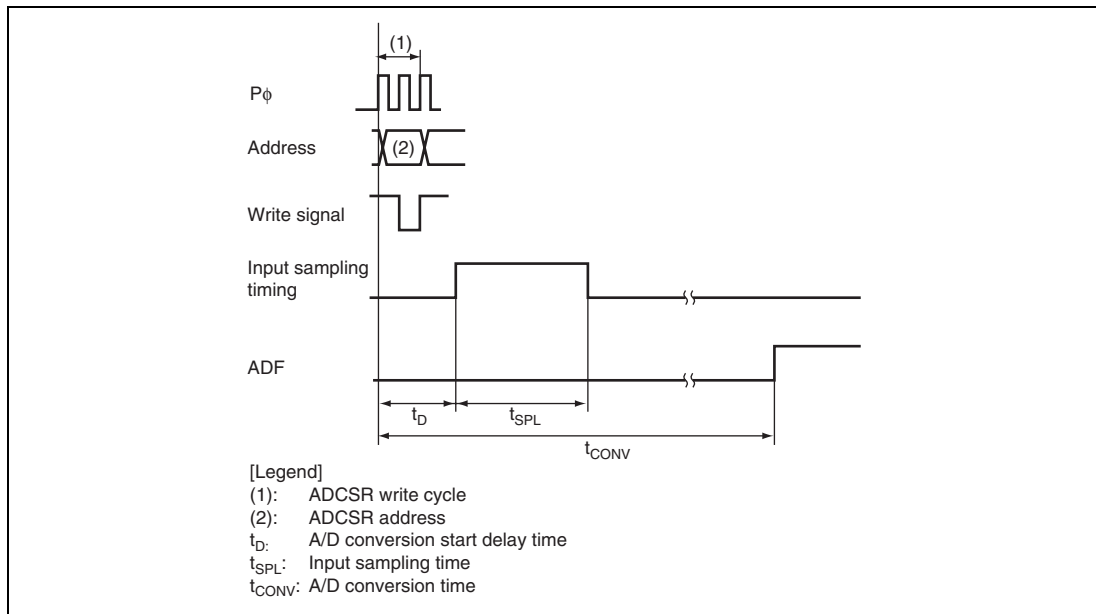 (1)
Pϕ
Address
(2)
Write signal
Input sampling
timing
ADF
tD
tSPL
tCONV
[Legend]
(1): ADCSR write cycle
(2): ADCSR address
tD: A/D conversion start delay time
tSPL: Input sampling time
tCONV: A/D conversion time